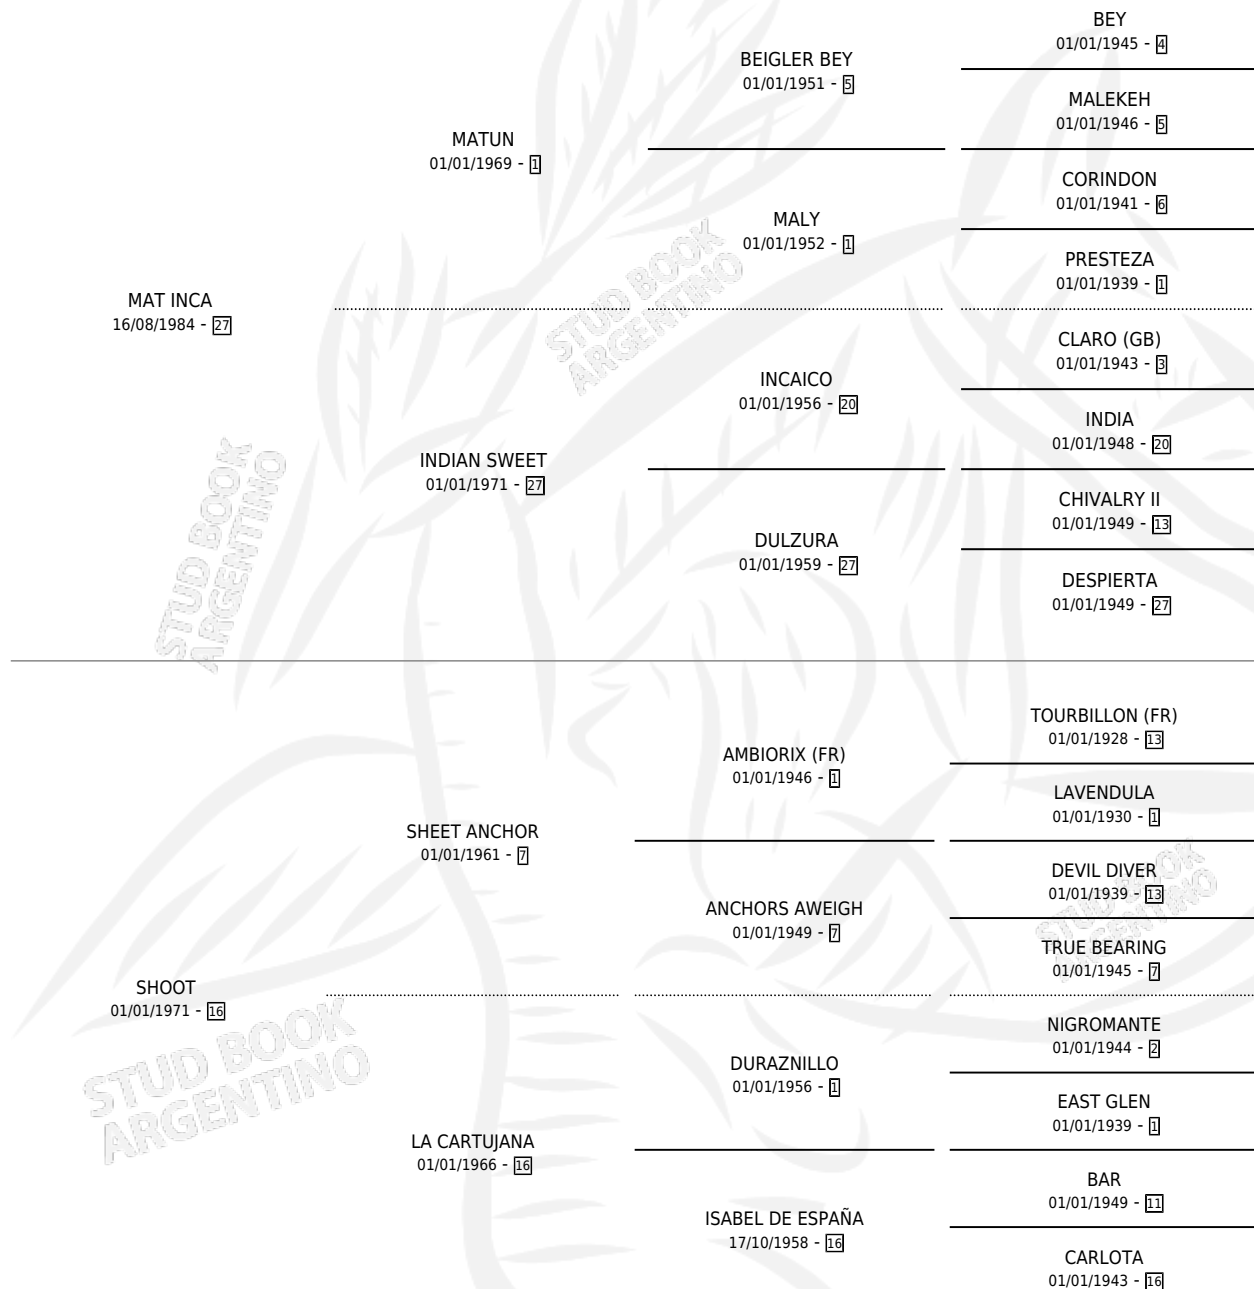 BEY
01/01/1945 - 4
BEIGLER BEY
01/01/1951 - 5
MALEKEH
01/01/1946 - 5
MATUN
01/01/1969 - 1
CORINDON
01/01/1941 - 6
MALY
01/01/1952 - 1
PRESTEZA
01/01/1939 - 1
MAT INCA
16/08/1984 - 27
CLARO (GB)
01/01/1943 - 3
INCAICO
01/01/1956 - 20
INDIA
01/01/1948 - 20
INDIAN SWEET
01/01/1971 - 27
CHIVALRY II
01/01/1949 - 13
DULZURA
01/01/1959 - 27
DESPIERTA
01/01/1949 - 27
TOURBILLON (FR)
01/01/1928 - 13
AMBIORIX (FR)
01/01/1946 - 1
LAVENDULA
01/01/1930 - 1
SHEET ANCHOR
01/01/1961 - 7
DEVIL DIVER
01/01/1939 - 13
ANCHORS AWEIGH
01/01/1949 - 7
TRUE BEARING
01/01/1945 - 7
SHOOT
01/01/1971 - 16
NIGROMANTE
01/01/1944 - 2
DURAZNILLO
01/01/1956 - 1
EAST GLEN
01/01/1939 - 1
LA CARTUJANA
01/01/1966 - 16
BAR
01/01/1949 - 11
ISABEL DE ESPAÑA
17/10/1958 - 16
CARLOTA
01/01/1943 - 16
STUD BOOK
ARGENTINO
STUD BOOK
ARGENTINO
STUD BOOK
ARGENTINO
STUD BOOK
ARGENTINO